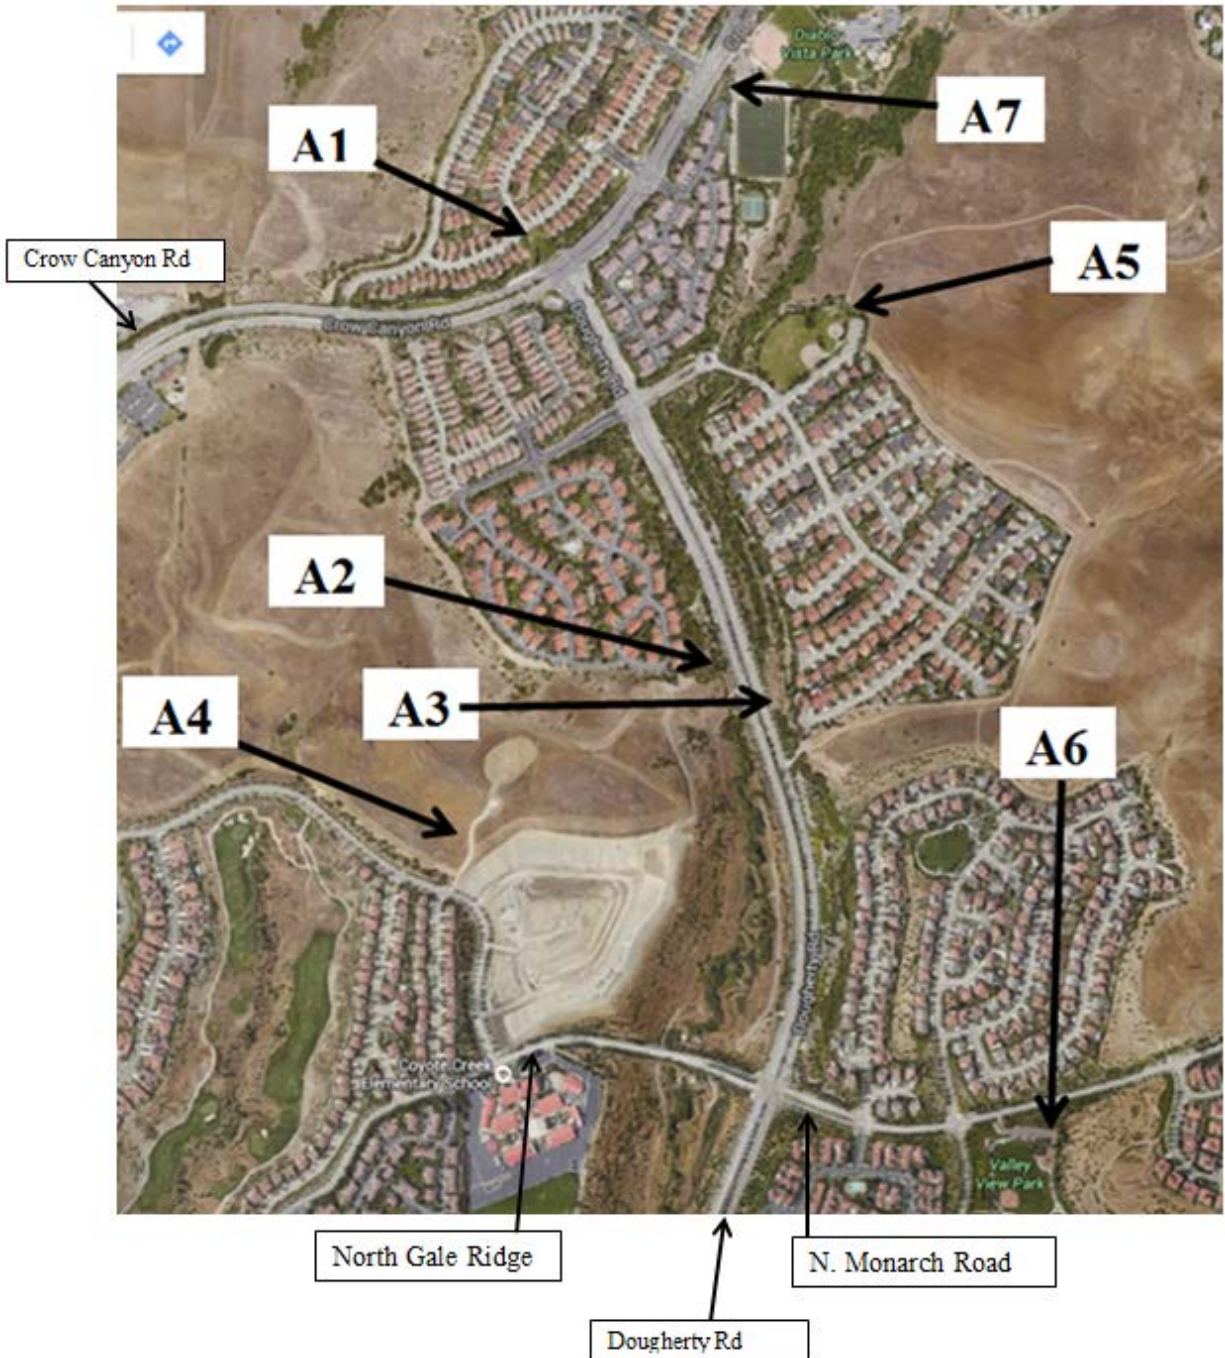 Diablo
Vista Park
A7
A1
Crow Canyon Rd
A5
Crow Canyon Rd
Dougherty Rd
A2
A3
A4
A6
Dougherty Rd
Coyote Creek
Elementary School
Valley
View Park
North Gale Ridge
N. Monarch Road
Dougherty Rd